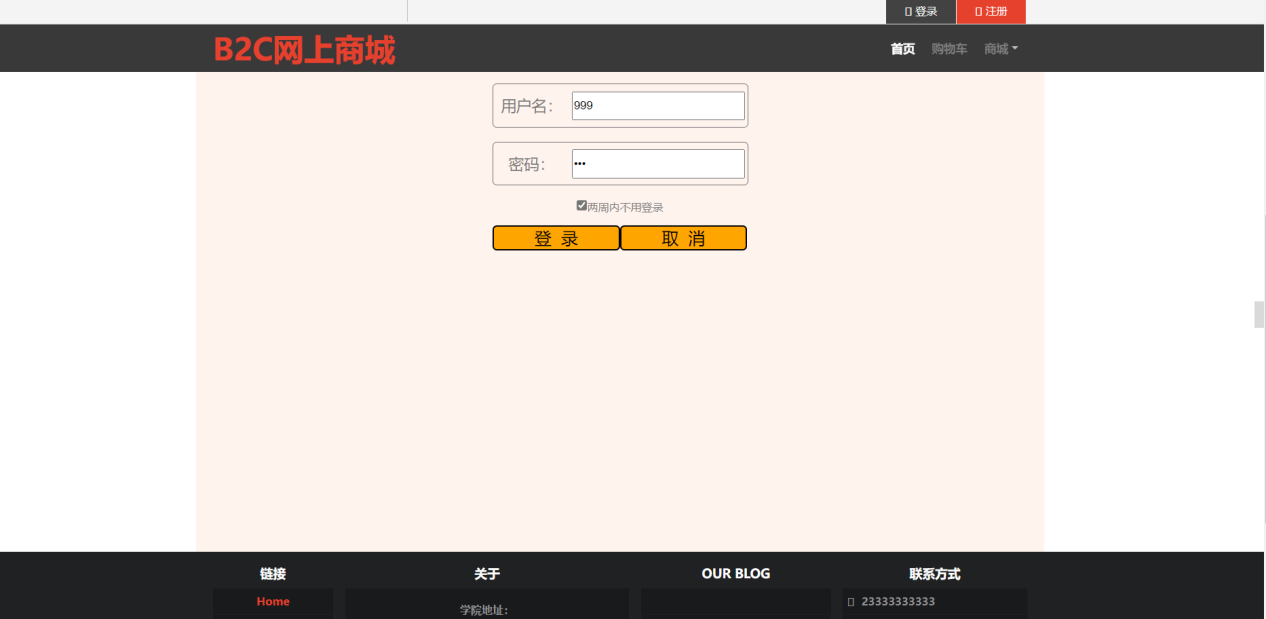 登录 注册
B2C网上商城 首页 购物车 商城
用户名： 999
密码： •••
两周内不用登录
登 录 取 消
链接 关于 OUR BLOG 联系方式
Home 学院地址： 23333333333